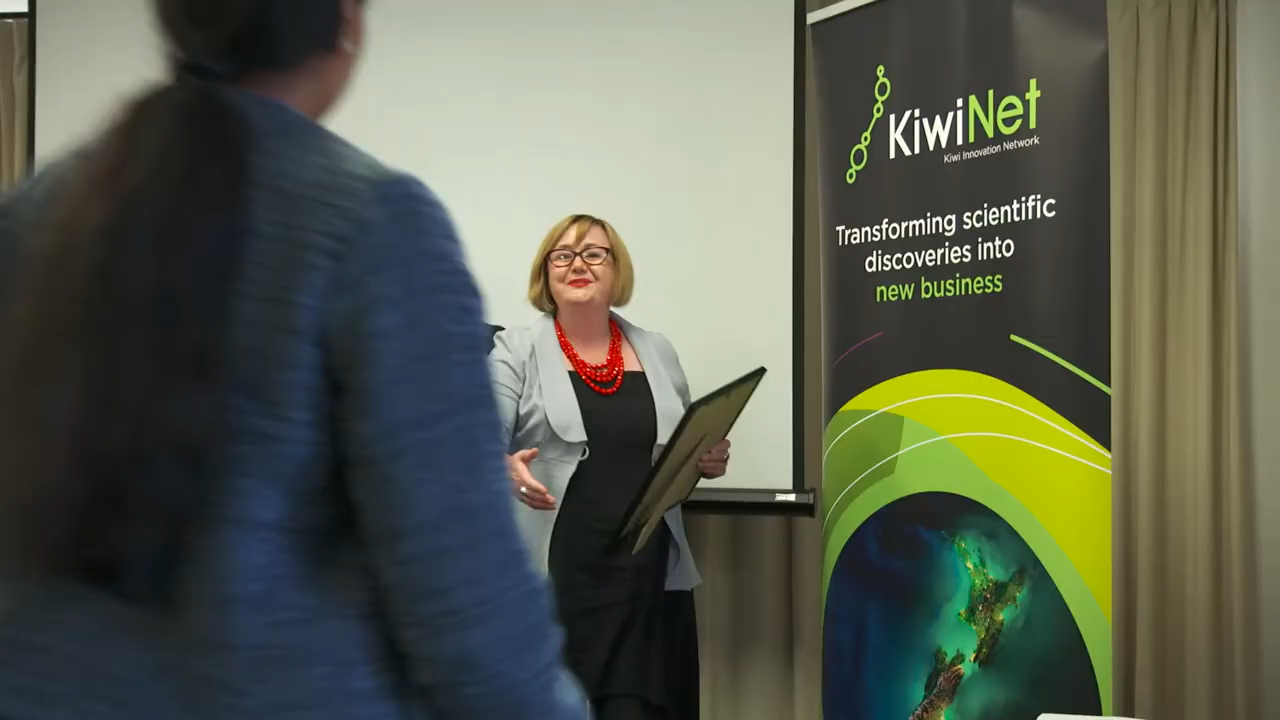 KiwiNet
Kiwi Innovation Network
Transforming scientific
discoveries into
new business